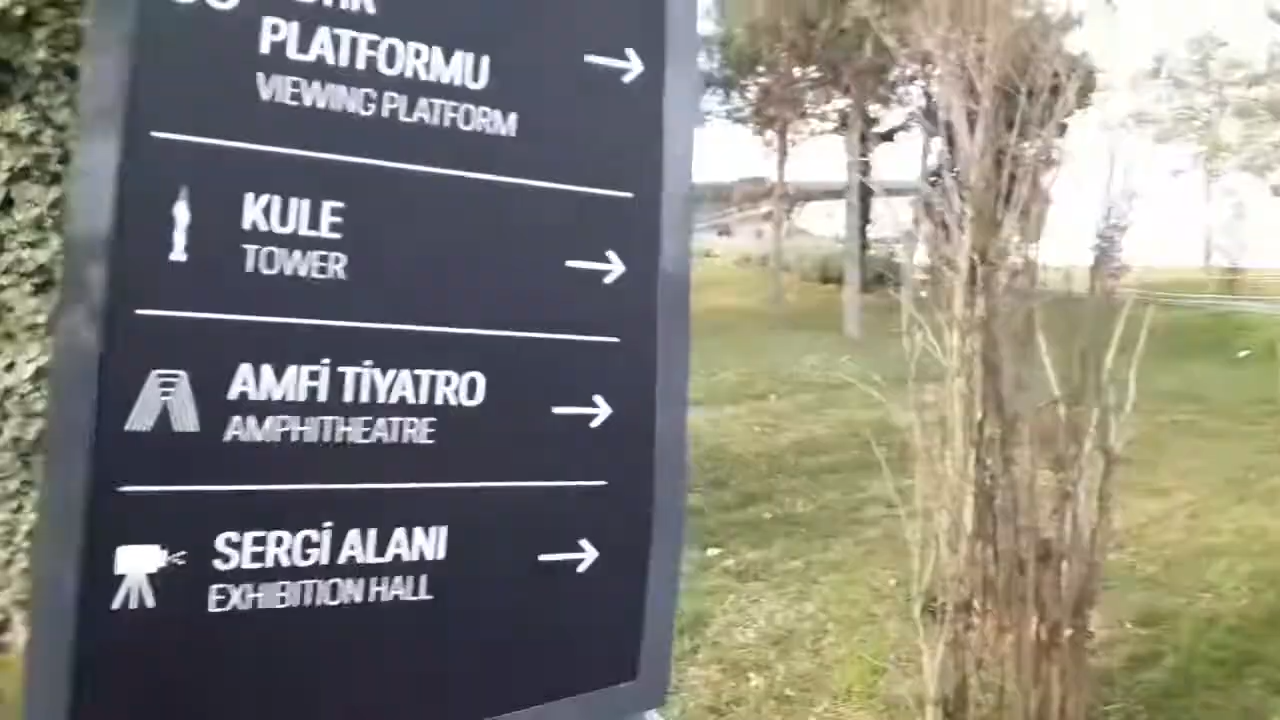 PLATFORMU
VIEWING PLATFORM
KULE
TOWER
AMFİ TİYATRO
AMPHITHEATRE
SERGİ ALANI
EXHIBITION HALL